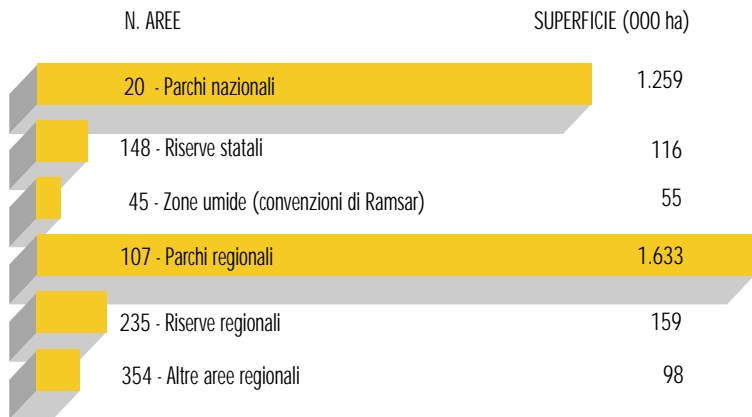 N. AREE SUPERFICIE (000 ha)
20 - Parchi nazionali 1.259
148 - Riserve statali 116
45 - Zone umide (convenzioni di Ramsar) 55
107 - Parchi regionali 1.633
235 - Riserve regionali 159
354 - Altre aree regionali 98